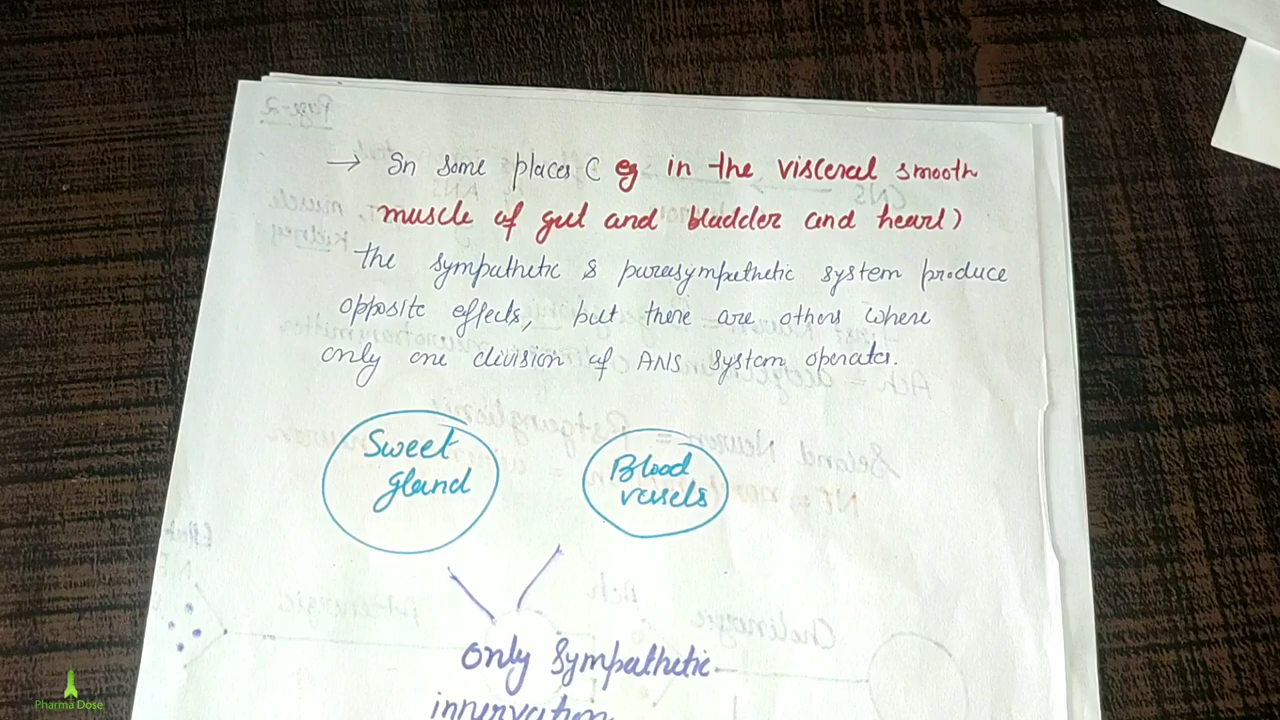 → In some places ( eg in the visceral smooth
muscle of gut and bladder and heart)
the sympathetic & parasympathetic system produce
opposite effects, but there are others where
only one division of ANS system operates.
Sweet
gland
Blood
vessels
only sympathetic
innervation
Pharma Dose